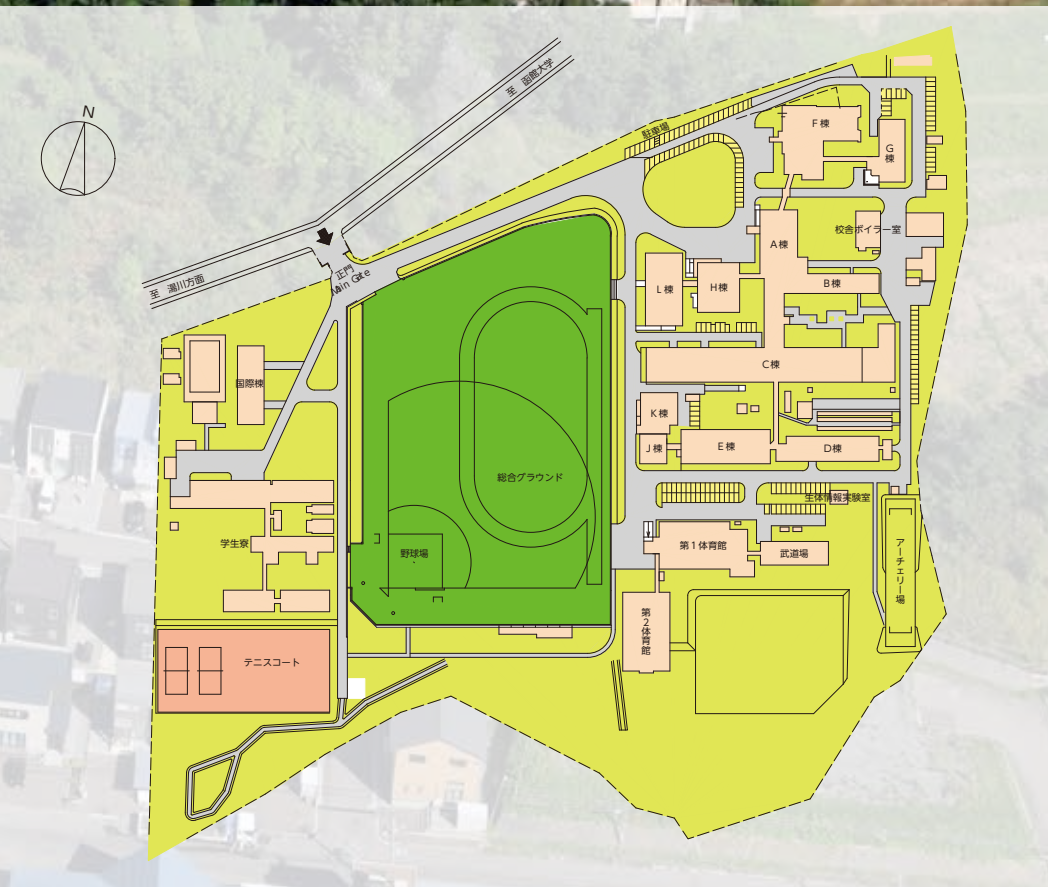 N
至 函館大学
至 湯川方面
正門
Main Gate
駐車場
F棟
G棟
A棟
校舎ボイラー室
B棟
L棟
H棟
C棟
K棟
J棟
E棟
D棟
国際棟
総合グラウンド
生体情報実験室
野球場
学生寮
第1体育館
武道場
アーチェリー場
第2体育館
テニスコート